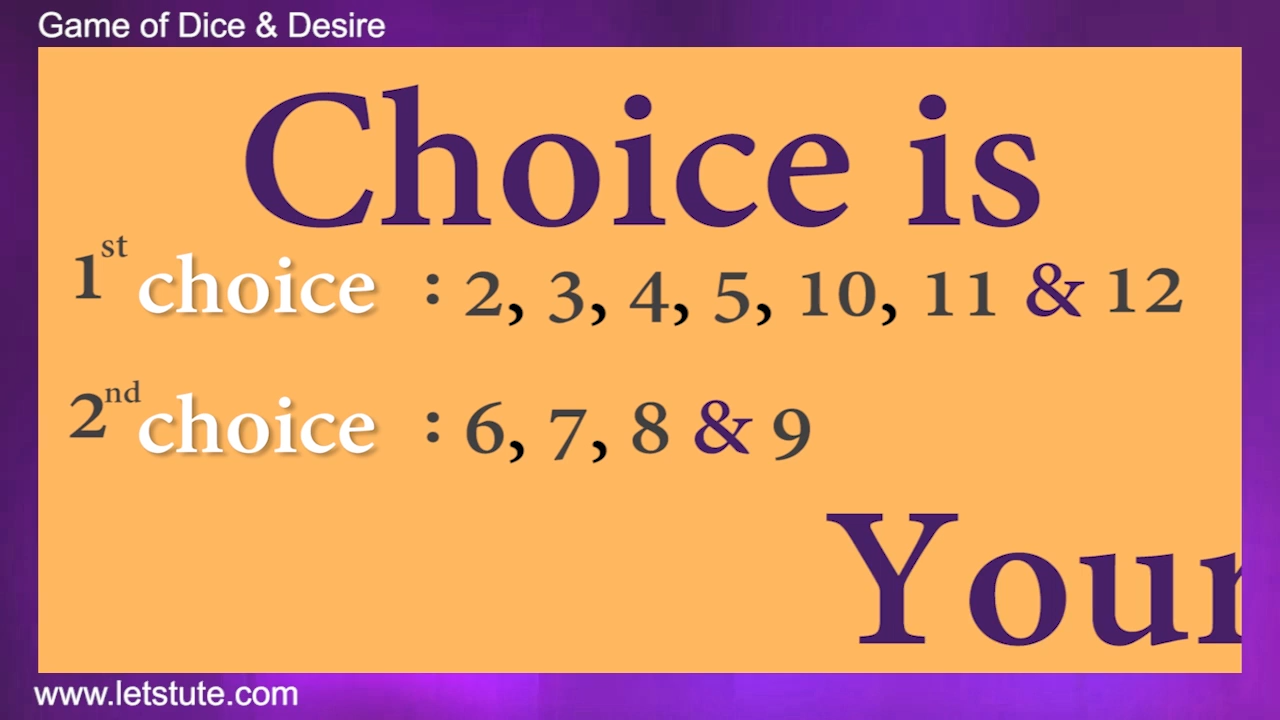 Game of Dice & Desire
Choice is
1st choice : 2, 3, 4, 5, 10, 11 & 12
2nd choice : 6, 7, 8 & 9
Your
www.letstute.com